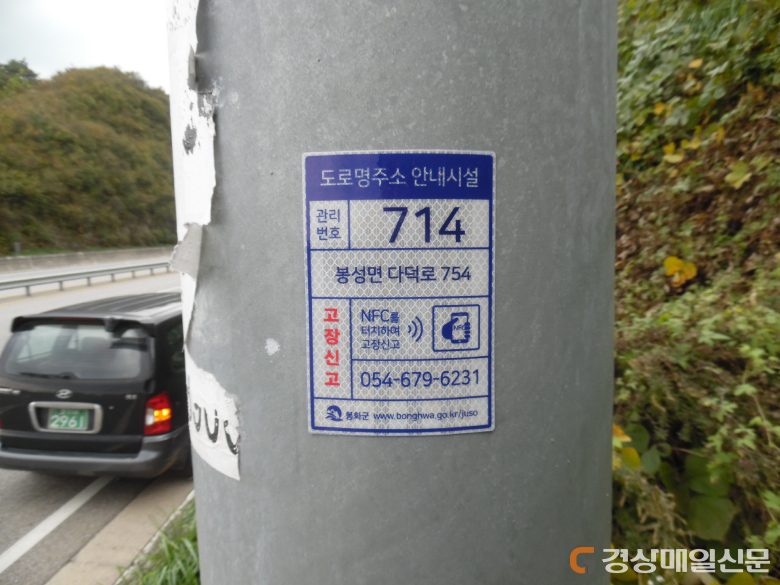 도로명주소 안내시설
관리
번호
714
봉성면 다덕로 754
고장신고
NFC를
터치하여
고장신고
NFC
054-679-6231
봉화군 www.bonghwa.go.kr/juso
2961
경상매일신문